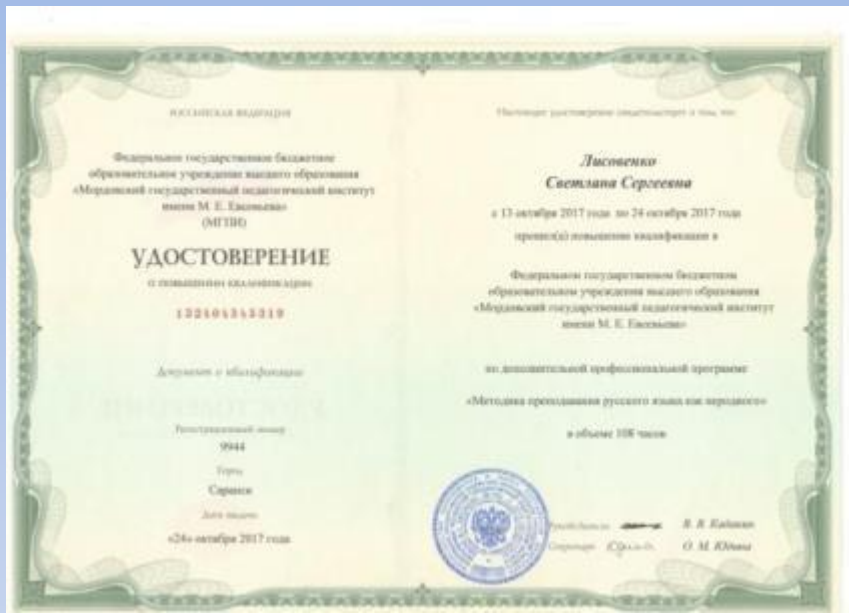 РОССИЙСКАЯ ФЕДЕРАЦИЯ
Федеральное государственное бюджетное
образовательное учреждение высшего образования
«Мордовский государственный педагогический институт
имени М. Е. Евсевьева»
(МГПИ)
УДОСТОВЕРЕНИЕ
о повышении квалификации
132404345319
Документ о квалификации
Регистрационный номер
9944
Город
Саранск
Дата выдачи
«24» октября 2017 года
Настоящее удостоверение свидетельствует о том, что
Лисовенко
Светлана Сергеевна
с 13 октября 2017 года по 24 октября 2017 года
прошел(а) повышение квалификации в
Федеральном государственном бюджетном
образовательном учреждении высшего образования
«Мордовский государственный педагогический институт
имени М. Е. Евсевьева»
по дополнительной профессиональной программе
«Методика преподавания русского языка как неродного»
в объеме 108 часов
Руководитель В. В. Кадакин
Секретарь О. М. Юдина